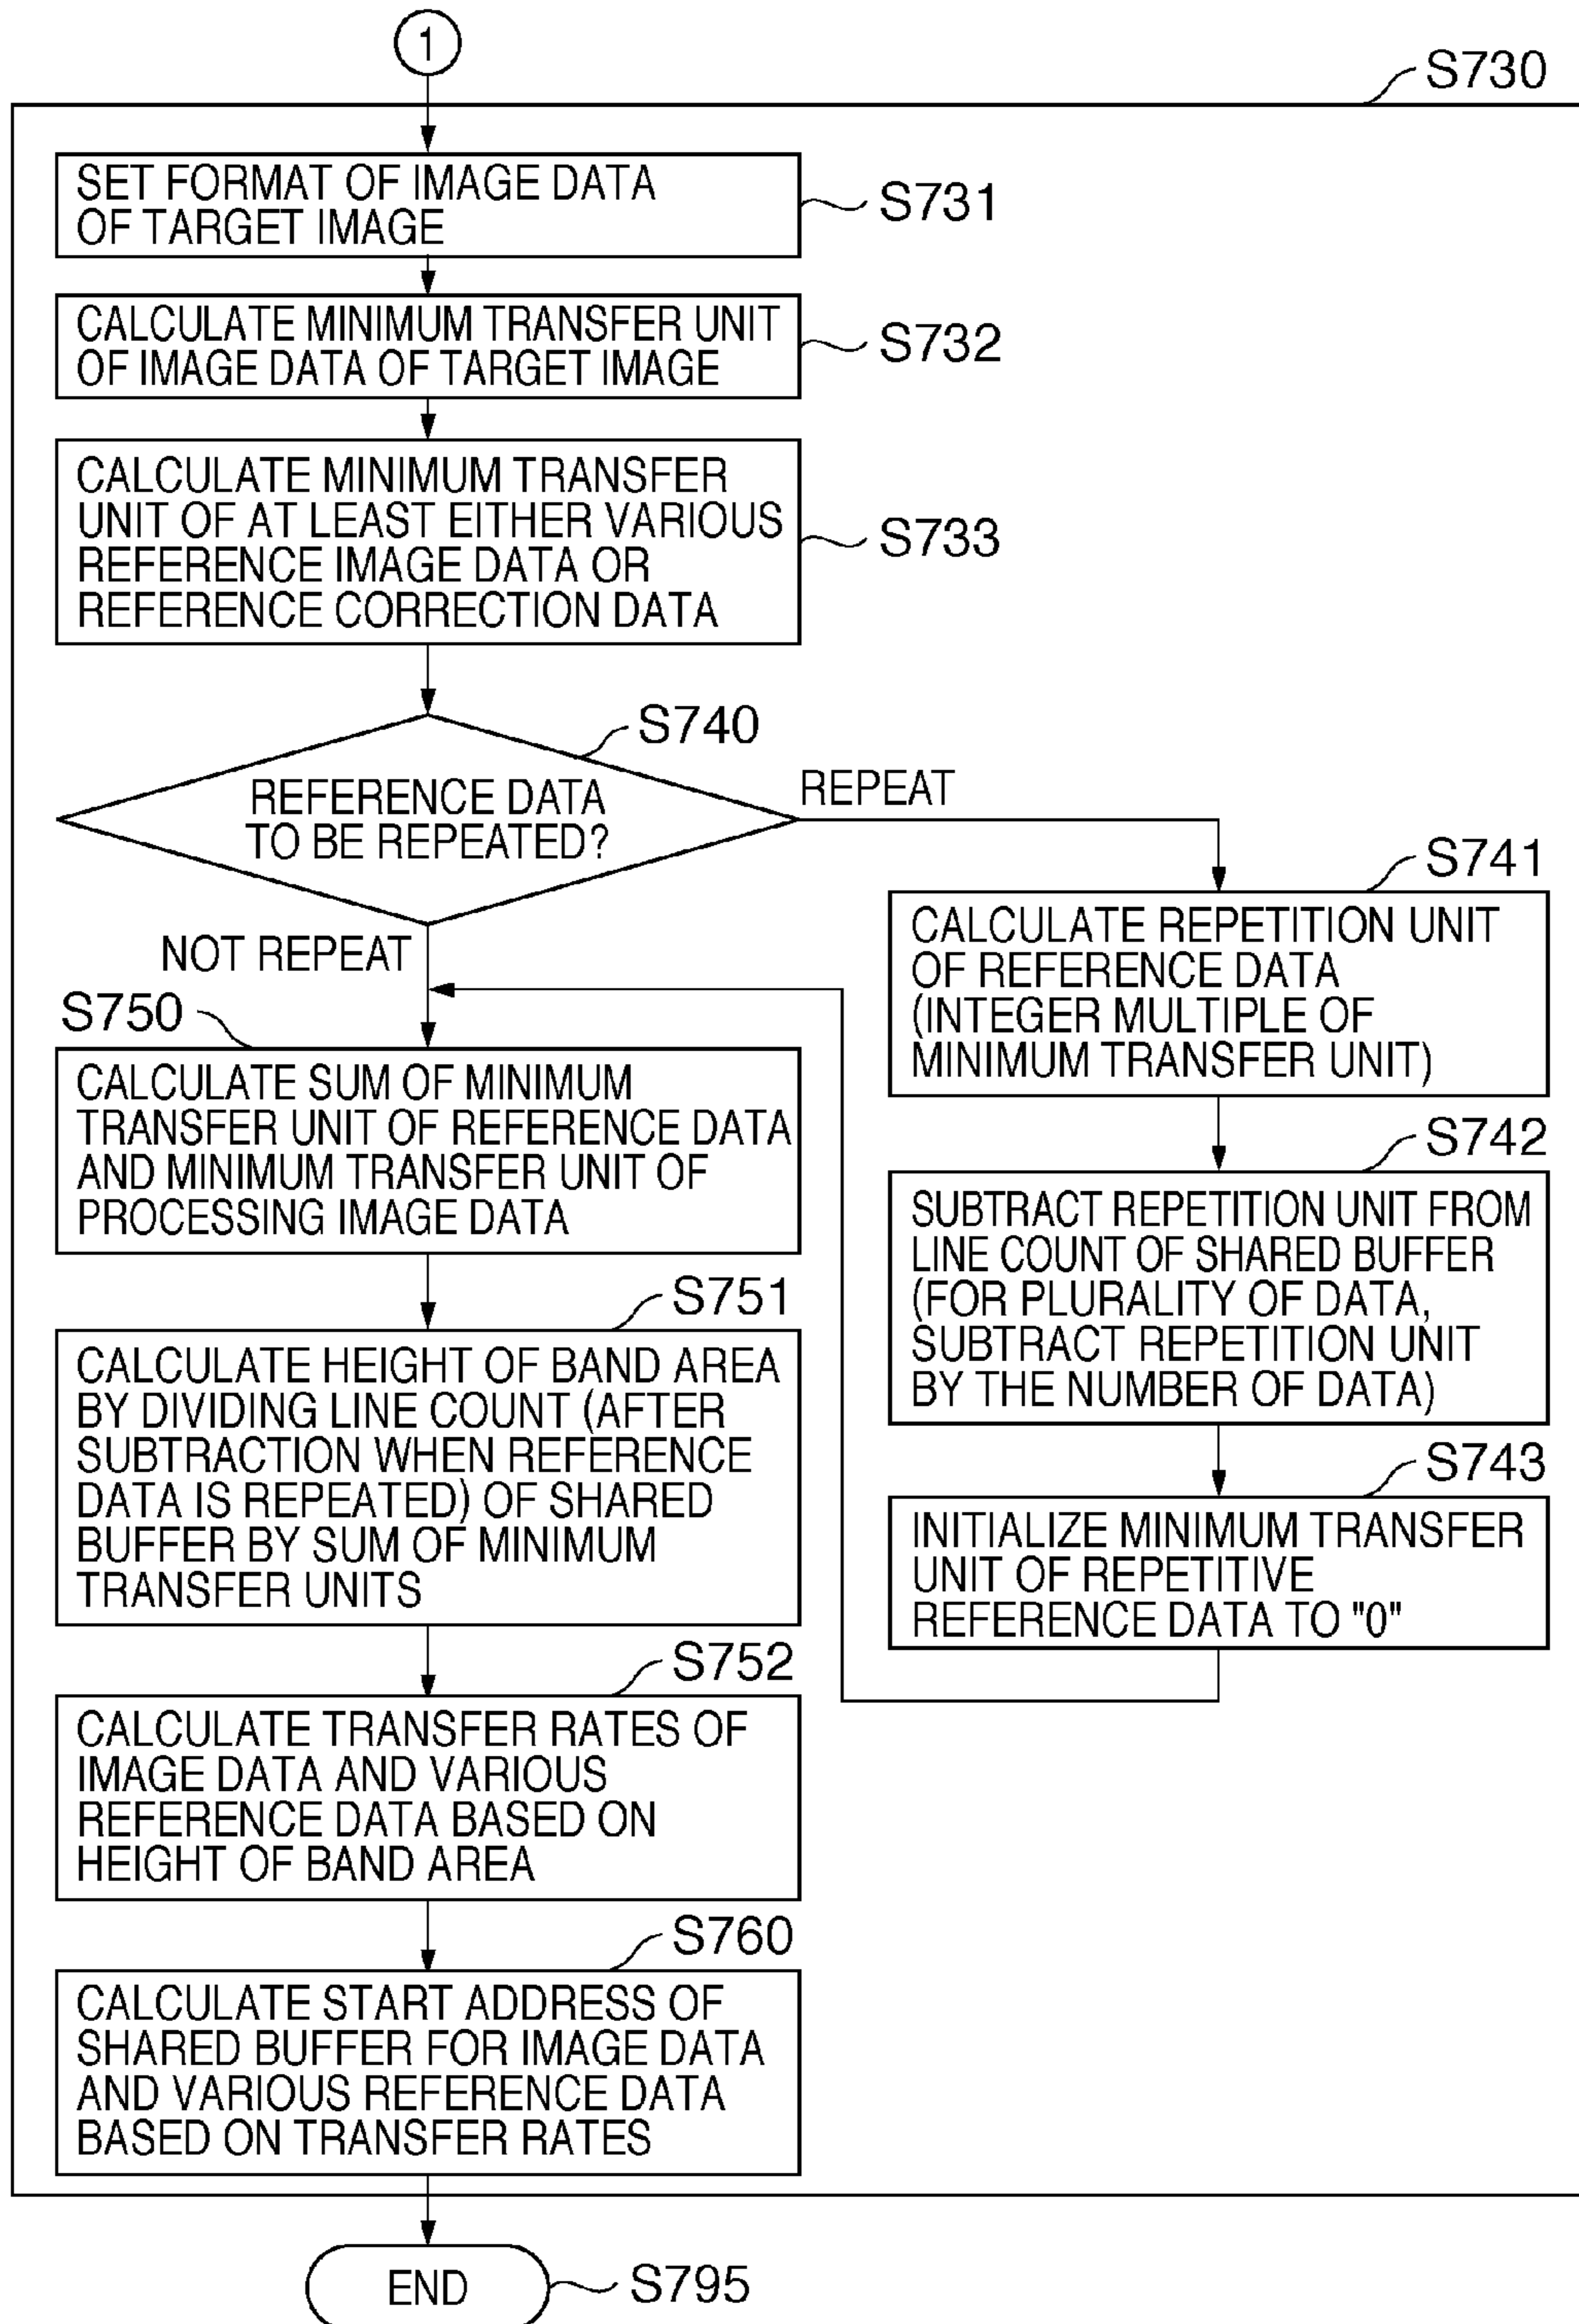 1
S730
SET FORMAT OF IMAGE DATA
OF TARGET IMAGE
S731
CALCULATE MINIMUM TRANSFER UNIT
OF IMAGE DATA OF TARGET IMAGE
S732
CALCULATE MINIMUM TRANSFER
UNIT OF AT LEAST EITHER VARIOUS
REFERENCE IMAGE DATA OR
REFERENCE CORRECTION DATA
S733
S740
REFERENCE DATA
TO BE REPEATED?
REPEAT
NOT REPEAT
S741
CALCULATE REPETITION UNIT
OF REFERENCE DATA
(INTEGER MULTIPLE OF
MINIMUM TRANSFER UNIT)
S742
SUBTRACT REPETITION UNIT FROM
LINE COUNT OF SHARED BUFFER
(FOR PLURALITY OF DATA,
SUBTRACT REPETITION UNIT
BY THE NUMBER OF DATA)
S743
INITIALIZE MINIMUM TRANSFER
UNIT OF REPETITIVE
REFERENCE DATA TO "0"
S750
CALCULATE SUM OF MINIMUM
TRANSFER UNIT OF REFERENCE DATA
AND MINIMUM TRANSFER UNIT OF
PROCESSING IMAGE DATA
S751
CALCULATE HEIGHT OF BAND AREA
BY DIVIDING LINE COUNT (AFTER
SUBTRACTION WHEN REFERENCE
DATA IS REPEATED) OF SHARED
BUFFER BY SUM OF MINIMUM
TRANSFER UNITS
S752
CALCULATE TRANSFER RATES OF
IMAGE DATA AND VARIOUS
REFERENCE DATA BASED ON
HEIGHT OF BAND AREA
S760
CALCULATE START ADDRESS OF
SHARED BUFFER FOR IMAGE DATA
AND VARIOUS REFERENCE DATA
BASED ON TRANSFER RATES
END
S795